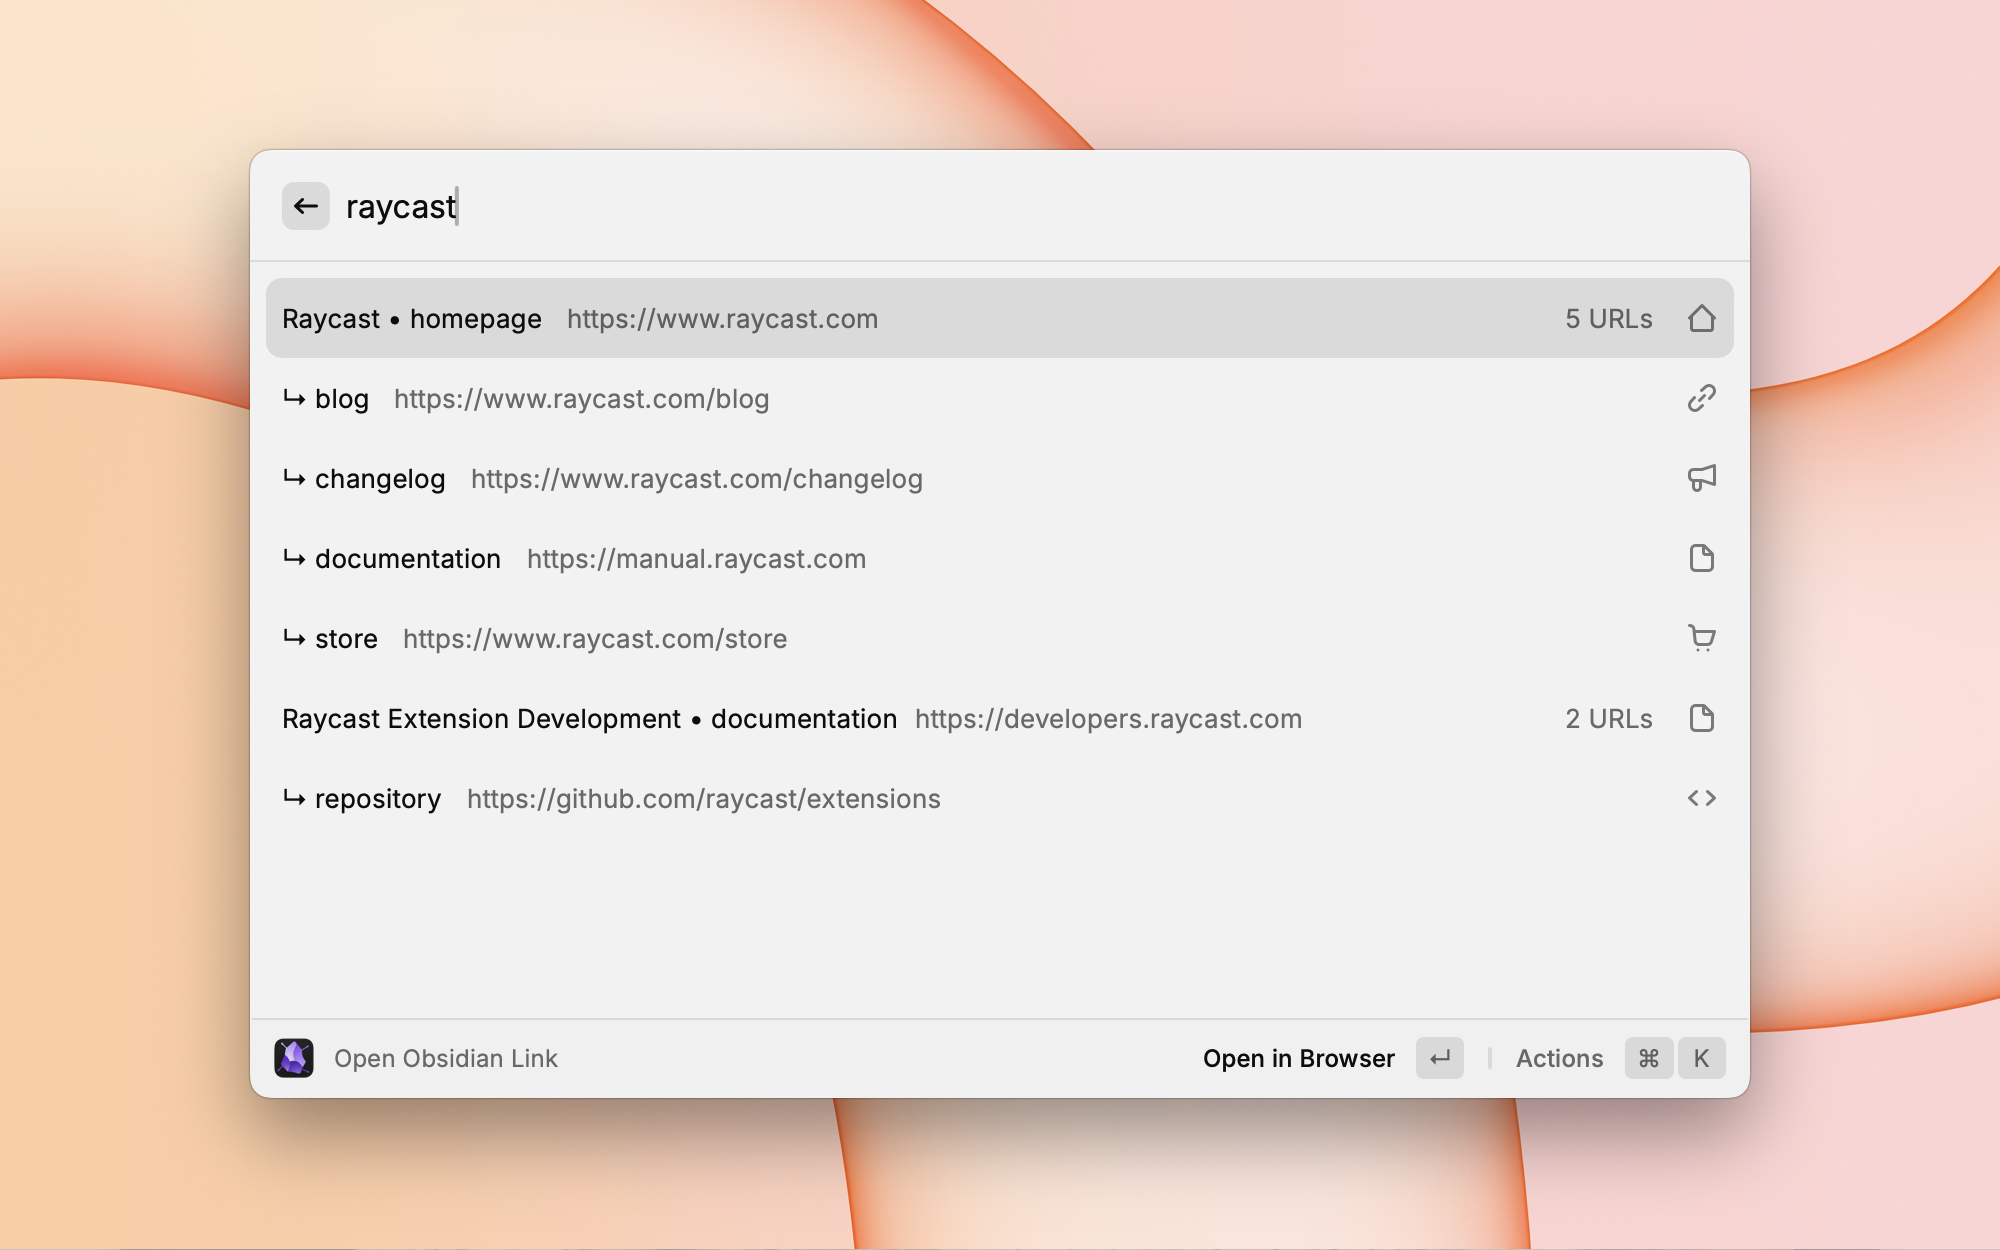 raycast
Raycast • homepage https://www.raycast.com 5 URLs
↳ blog https://www.raycast.com/blog
↳ changelog https://www.raycast.com/changelog
↳ documentation https://manual.raycast.com
↳ store https://www.raycast.com/store
Raycast Extension Development • documentation https://developers.raycast.com 2 URLs
↳ repository https://github.com/raycast/extensions
Open Obsidian Link Open in Browser ↵ Actions ⌘ K